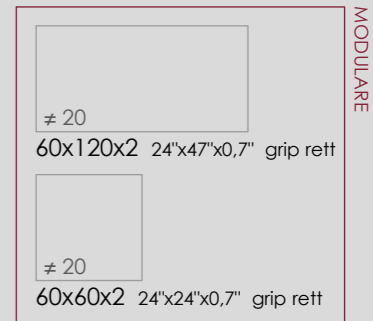 MODULARE
≠ 20
60x120x2 24"x47"x0,7" grip rett
≠ 20
60x60x2 24"x24"x0,7" grip rett